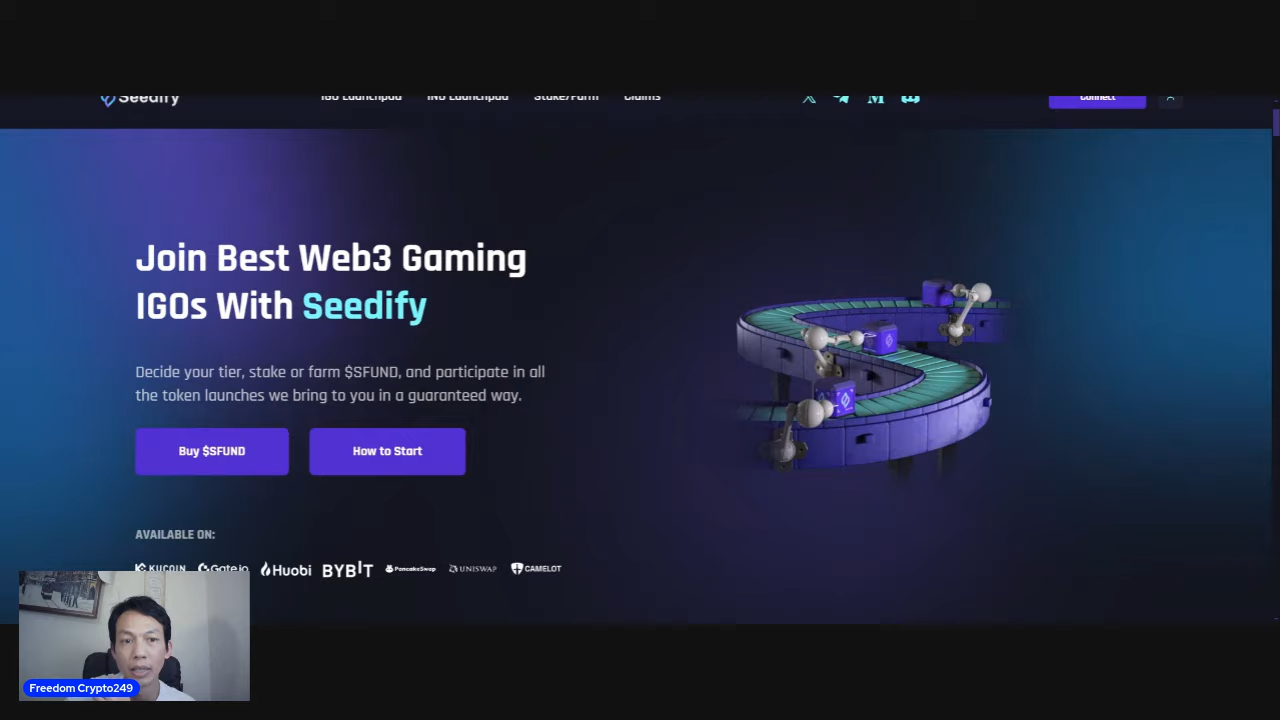 Seedify
IGO Launchpad INO Launchpad Stake/Farm Claims
Connect
Join Best Web3 Gaming
IGOs With Seedify
Decide your tier, stake or farm $SFUND, and participate in all
the token launches we bring to you in a guaranteed way.
Buy $SFUND How to Start
AVAILABLE ON:
KUCOIN Gate.io Huobi BYBIT PancakeSwap UNISWAP CAMELOT
Freedom Crypto249